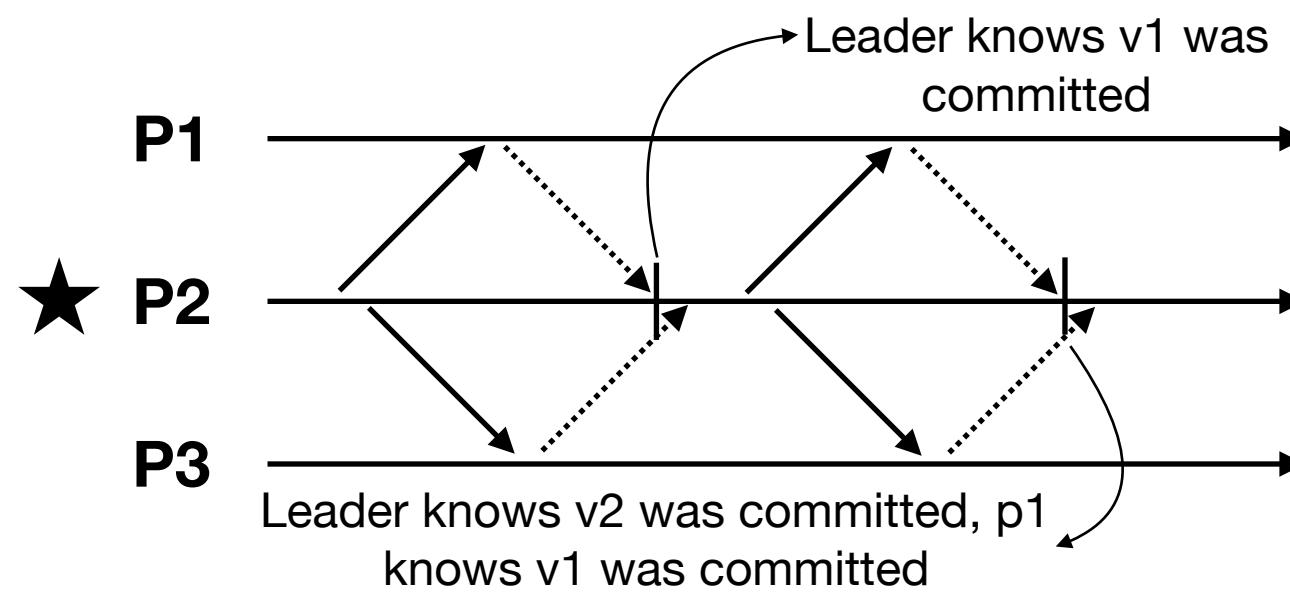 Leader knows v1 was
committed
P1
P2
P3
Leader knows v2 was committed, p1
knows v1 was committed